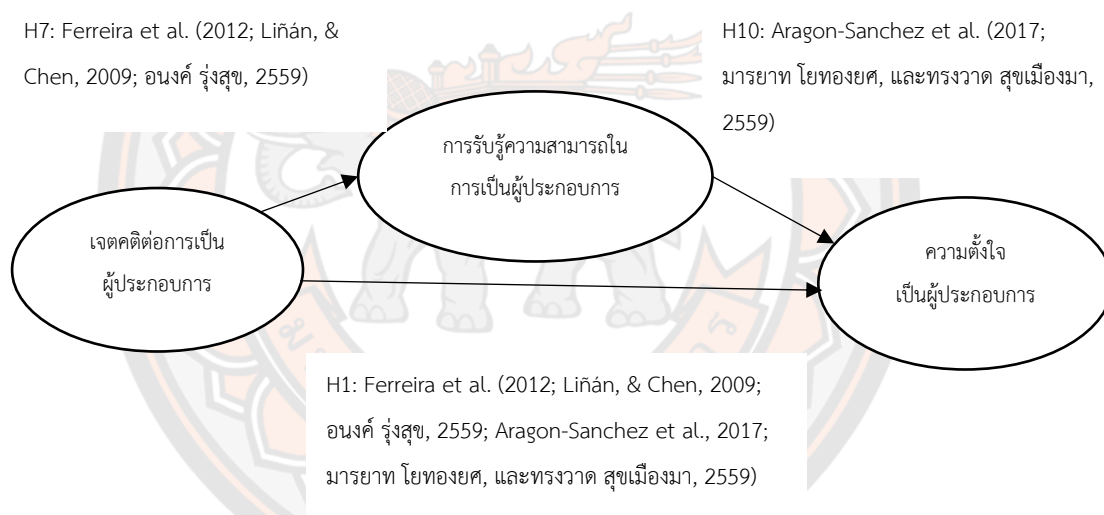 H7: Ferreira et al. (2012; Liñán, &
Chen, 2009; อนงค์ รุ่งสุข, 2559)
H10: Aragon-Sanchez et al. (2017;
มารยาท โยทองยศ, และทรงวาด สุขเมืองมา,
2559)
การรับรู้ความสามารถใน
การเป็นผู้ประกอบการ
เจตคติต่อการเป็น
ผู้ประกอบการ
ความตั้งใจ
เป็นผู้ประกอบการ
H1: Ferreira et al. (2012; Liñán, & Chen, 2009;
อนงค์ รุ่งสุข, 2559; Aragon-Sanchez et al., 2017;
มารยาท โยทองยศ, และทรงวาด สุขเมืองมา, 2559)